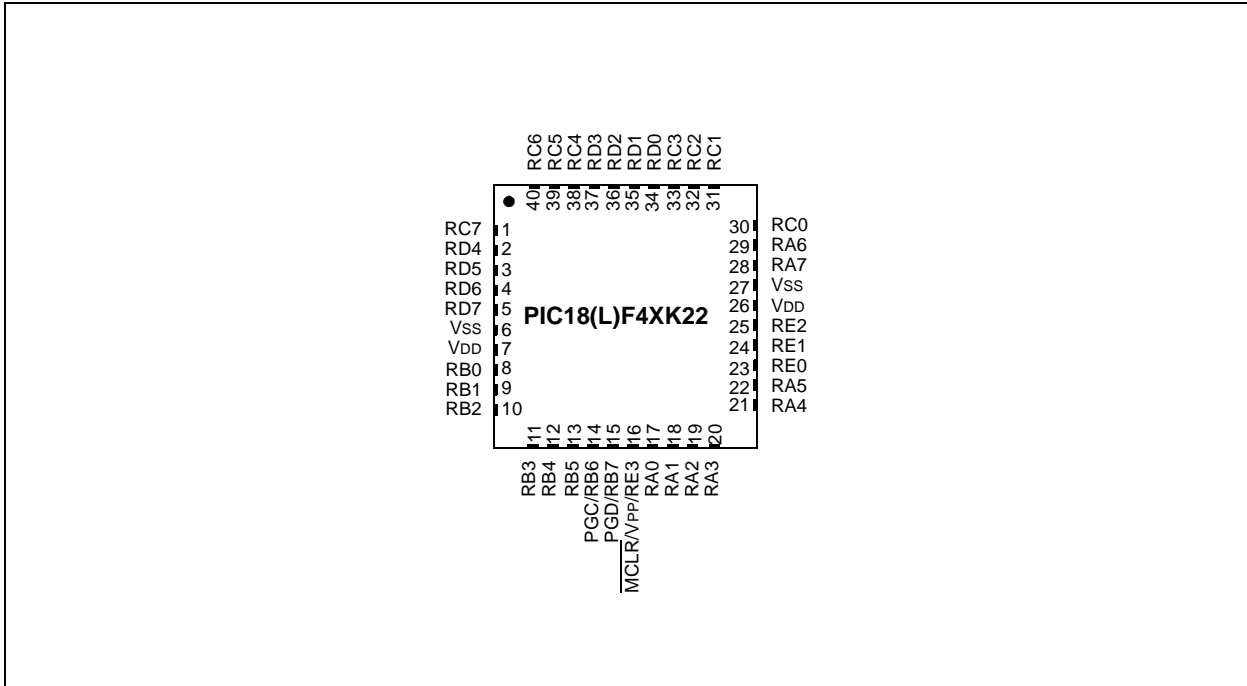 RC6 RC5 RC4 RD3 RD2 RD1 RD0 RC3 RC2 RC1
40 39 38 37 36 35 34 33 32 31
RC7 1 30 RC0
RD4 2 29 RA6
RD5 3 28 RA7
RD6 4 27 VSS
RD7 5 26 VDD
PIC18(L)F4XK22
VSS 6 25 RE2
VDD 7 24 RE1
RB0 8 23 RE0
RB1 9 22 RA5
RB2 10 21 RA4
11 12 13 14 15 16 17 18 19 20
RB3 RB4 RB5 PGC/RB6 PGD/RB7 MCLR/VPP/RE3 RA0 RA1 RA2 RA3